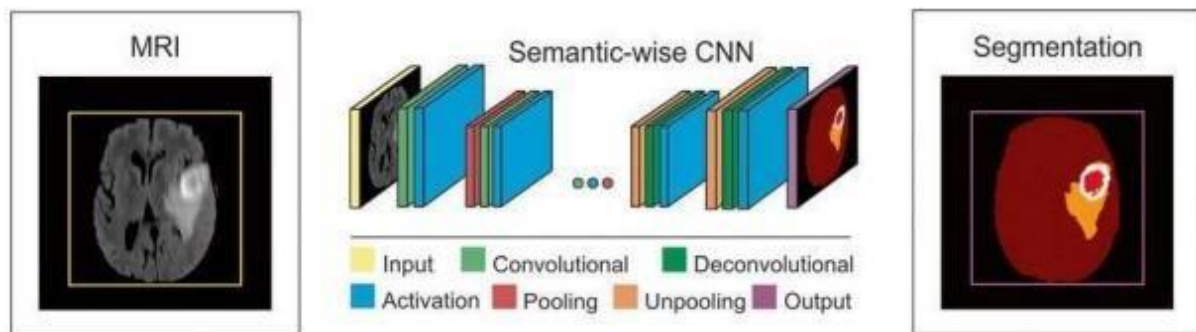 MRI
Semantic-wise CNN
Segmentation
Input Convolutional Deconvolutional
Activation Pooling Unpooling Output